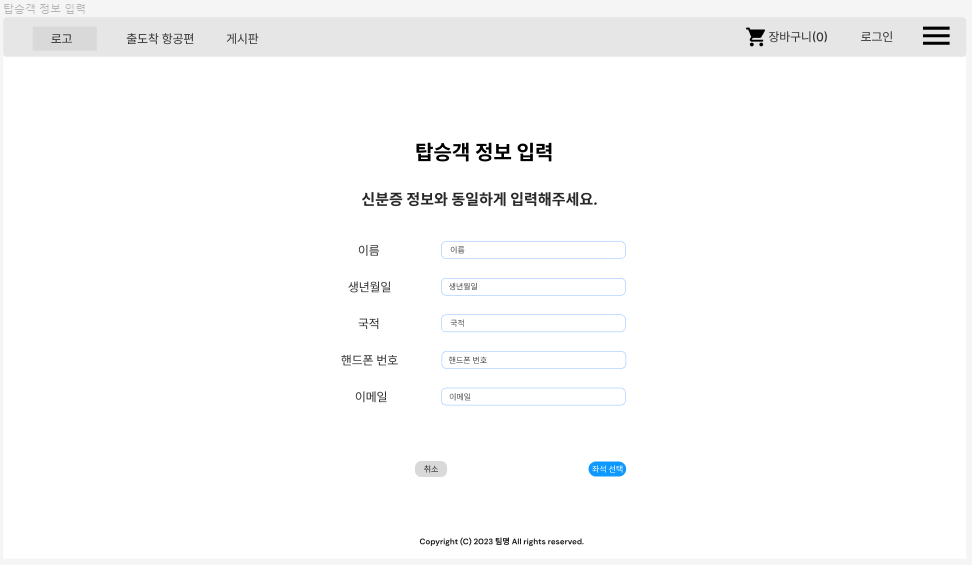 탑승객 정보 입력
로고 출도착 항공편 게시판 장바구니(0) 로그인
탑승객 정보 입력
신분증 정보와 동일하게 입력해주세요.
이름 이름
생년월일 생년월일
국적 국적
핸드폰 번호 핸드폰 번호
이메일 이메일
취소 좌석 선택
Copyright (C) 2023 팀명 All rights reserved.